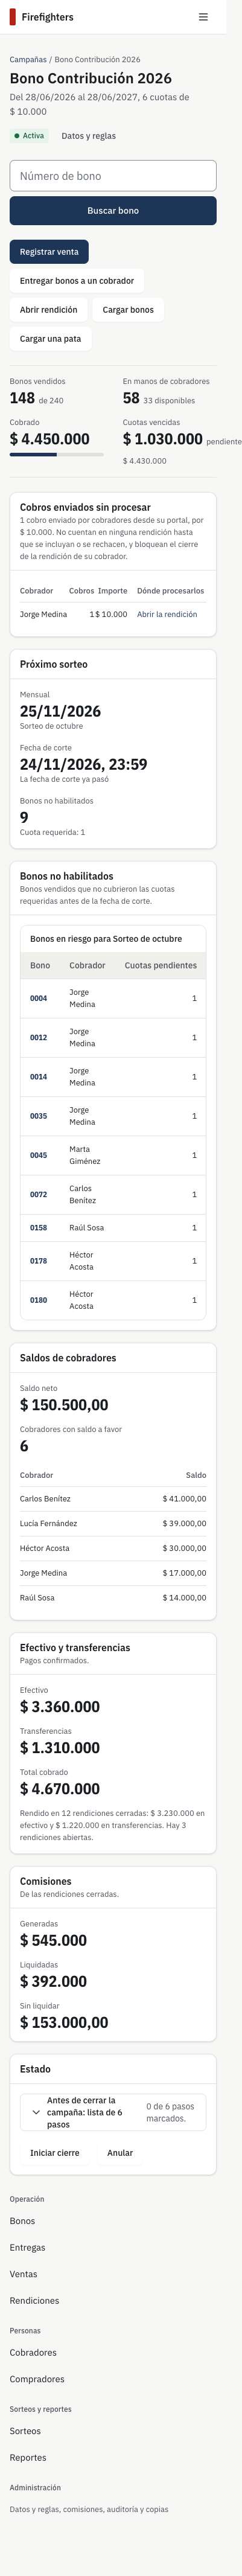 Firefighters
Campañas / Bono Contribución 2026
Bono Contribución 2026
Del 28/06/2026 al 28/06/2027, 6 cuotas de
$ 10.000
Activa
Datos y reglas
Número de bono
Buscar bono
Registrar venta
Entregar bonos a un cobrador
Abrir rendición
Cargar bonos
Cargar una pata
Bonos vendidos
148 de 240
En manos de cobradores
58 33 disponibles
Cobrado
$ 4.450.000
Cuotas vencidas
$ 1.030.000 pendiente
$ 4.430.000
Cobros enviados sin procesar
1 cobro enviado por cobradores desde su portal, por
$ 10.000. No cuentan en ninguna rendición hasta
que se incluyan o se rechacen, y bloquean el cierre
de la rendición de su cobrador.
Cobrador Cobros Importe Dónde procesarlos
Jorge Medina 1 $ 10.000 Abrir la rendición
Próximo sorteo
Mensual
25/11/2026
Sorteo de octubre
Fecha de corte
24/11/2026, 23:59
La fecha de corte ya pasó
Bonos no habilitados
9
Cuota requerida: 1
Bonos no habilitados
Bonos vendidos que no cubrieron las cuotas
requeridas antes de la fecha de corte.
Bonos en riesgo para Sorteo de octubre
Bono Cobrador Cuotas pendientes
0004 Jorge Medina 1
0012 Jorge Medina 1
0014 Jorge Medina 1
0035 Jorge Medina 1
0045 Marta Giménez 1
0072 Carlos Benítez 1
0158 Raúl Sosa 1
0178 Héctor Acosta 1
0180 Héctor Acosta 1
Saldos de cobradores
Saldo neto
$ 150.500,00
Cobradores con saldo a favor
6
Cobrador Saldo
Carlos Benítez $ 41.000,00
Lucía Fernández $ 39.000,00
Héctor Acosta $ 30.000,00
Jorge Medina $ 17.000,00
Raúl Sosa $ 14.000,00
Efectivo y transferencias
Pagos confirmados.
Efectivo
$ 3.360.000
Transferencias
$ 1.310.000
Total cobrado
$ 4.670.000
Rendido en 12 rendiciones cerradas: $ 3.230.000 en
efectivo y $ 1.220.000 en transferencias. Hay 3
rendiciones abiertas.
Comisiones
De las rendiciones cerradas.
Generadas
$ 545.000
Liquidadas
$ 392.000
Sin liquidar
$ 153.000,00
Estado
Antes de cerrar la
campaña: lista de 6
pasos
0 de 6 pasos
marcados.
Iniciar cierre
Anular
Operación
Bonos
Entregas
Ventas
Rendiciones
Personas
Cobradores
Compradores
Sorteos y reportes
Sorteos
Reportes
Administración
Datos y reglas, comisiones, auditoría y copias